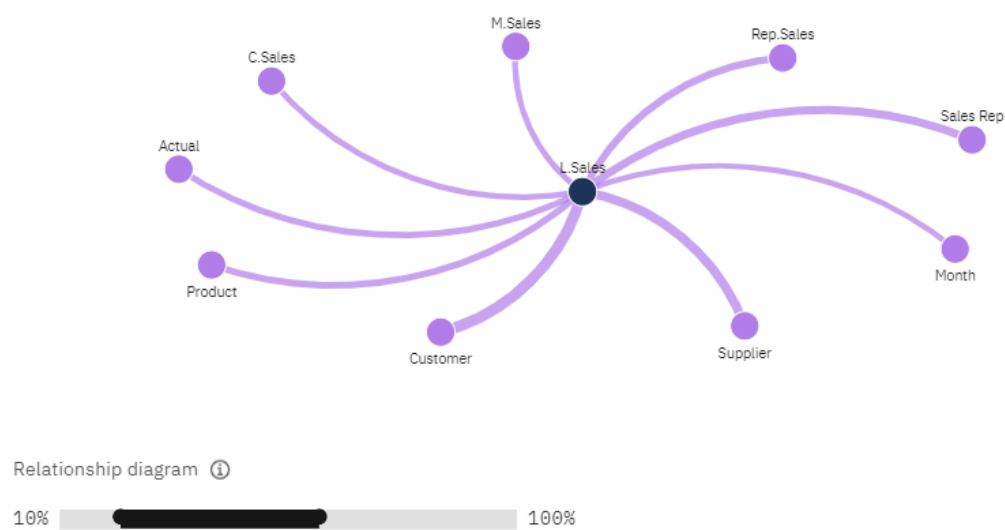 M.Sales
Rep.Sales
C.Sales
Sales Rep
Actual
L.Sales
Month
Product
Supplier
Customer
Relationship diagram
10% 100%